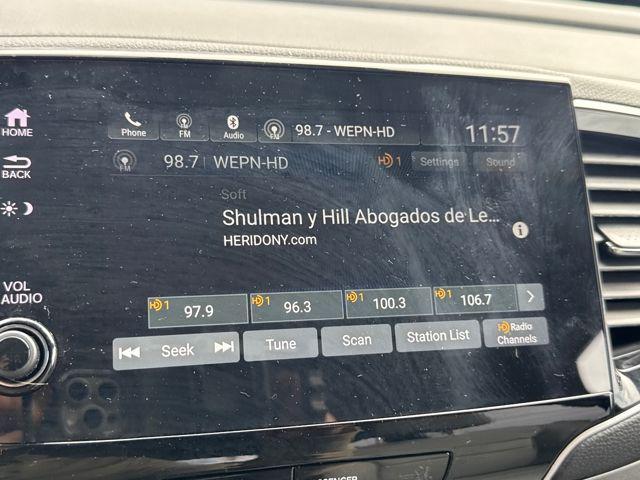 HOME
BACK
VOL
AUDIO
Phone
FM
Audio
FM
98.7 - WEPN-HD
11:57
FM
98.7
WEPN-HD
HD 1
Settings
Sound
Soft
Shulman y Hill Abogados de Le...
HERIDONY.com
i
HD 1
97.9
HD 1
96.3
HD 1
100.3
HD 1
106.7
Seek
Tune
Scan
Station List
HD Radio
Channels